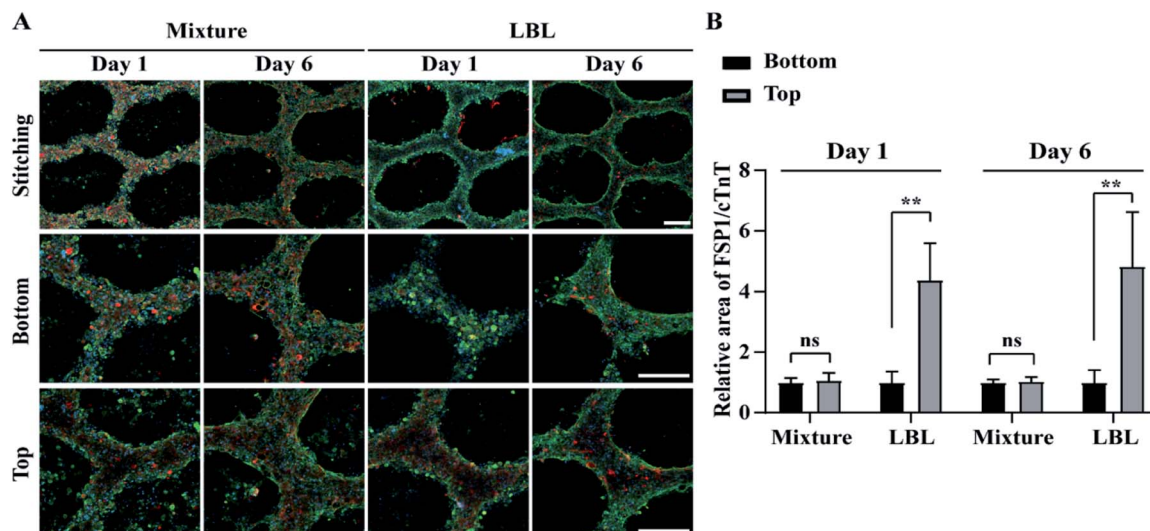 A
Mixture
LBL
Day 1
Day 6
Day 1
Day 6
Stitching
Bottom
Top
B
Bottom
Top
Day 1
Day 6
Relative area of FSP1/cTnT
8
6
4
2
0
ns
**
ns
**
Mixture
LBL
Mixture
LBL